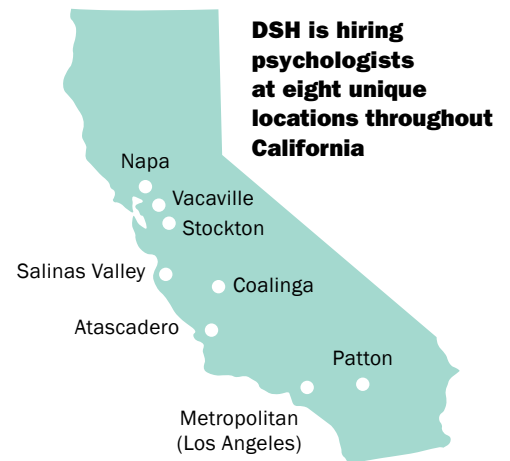 DSH is hiring
psychologists
at eight unique
locations throughout
California
Napa
Vacaville
Stockton
Salinas Valley
Coalinga
Atascadero
Patton
Metropolitan
(Los Angeles)